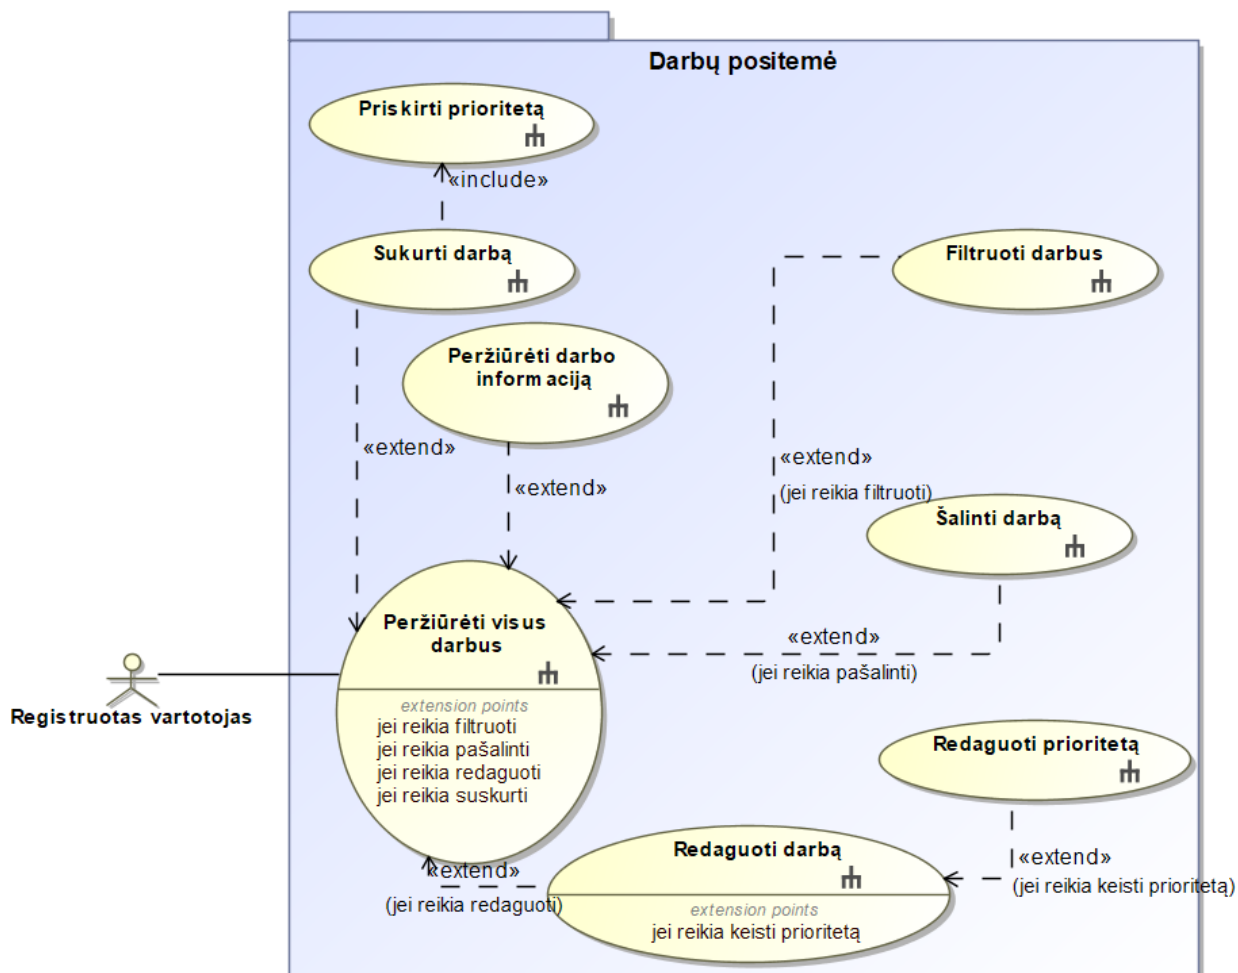 Darbų positemė
Priskirti prioritetą
«include»
Sukurti darbą
Filtruoti darbus
Peržiūrėti darbo
informaciją
«extend»
«extend»
«extend»
(jei reikia filtruoti)
Šalinti darbą
Peržiūrėti visus
darbus
«extend»
(jei reikia pašalinti)
extension points
jei reikia filtruoti
jei reikia pašalinti
jei reikia redaguoti
jei reikia suskurti
Registruotas vartotojas
Redaguoti prioritetą
Redaguoti darbą
«extend»
(jei reikia redaguoti)
«extend»
(jei reikia keisti prioritetą)
extension points
jei reikia keisti prioritetą